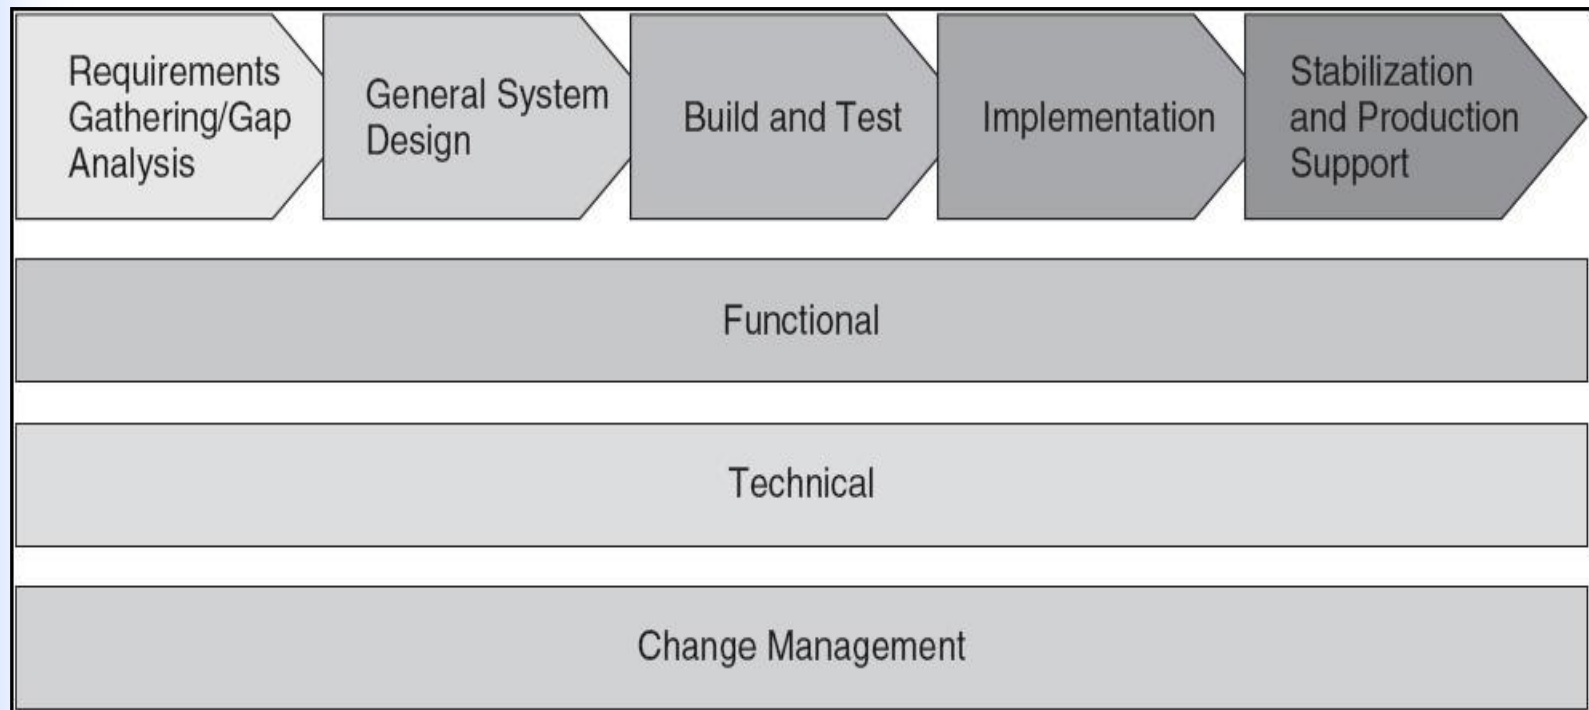 Requirements
Gathering/Gap
Analysis
General System
Design
Build and Test
Implementation
Stabilization
and Production
Support
Functional
Technical
Change Management